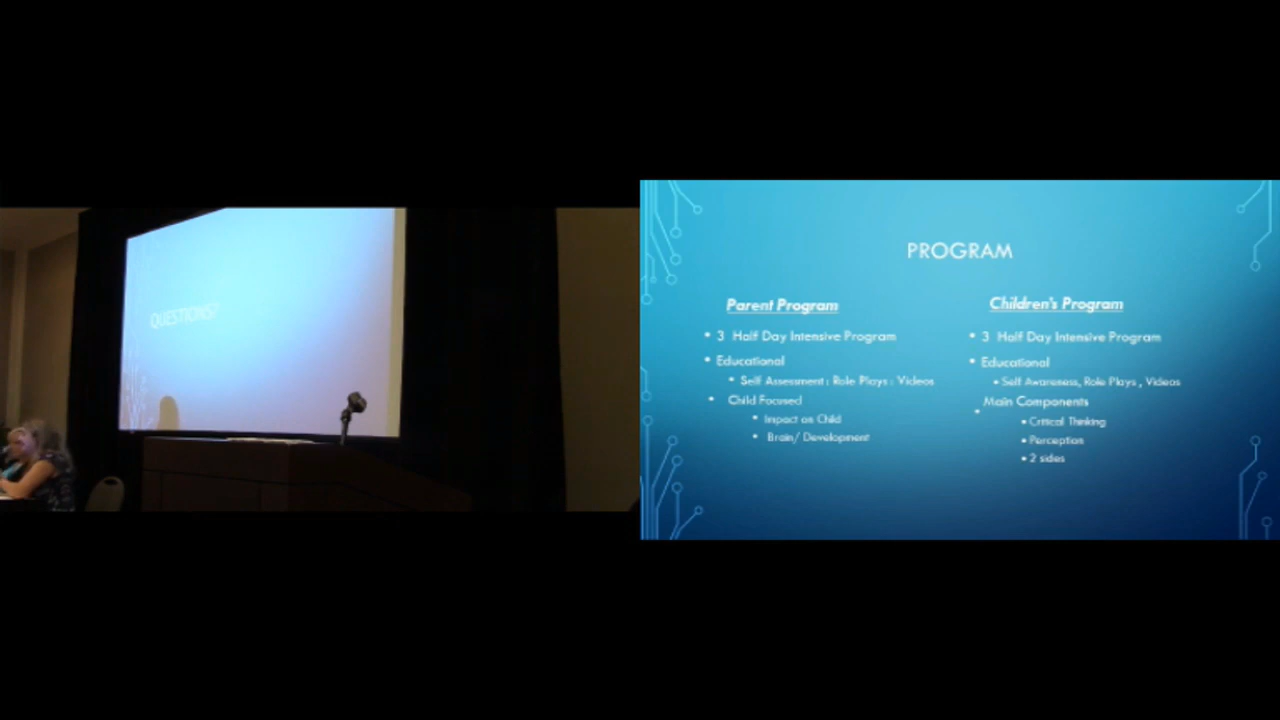 QUESTIONS?
PROGRAM
Parent Program
• 3 Half Day Intensive Program
• Educational
• Self Assessment; Role Plays ; Videos
• Child Focused
• Impact on Child
• Brain/ Development
Children's Program
• 3 Half Day Intensive Program
• Educational
• Self Awareness, Role Plays , Videos
• Main Components
• Critical Thinking
• Perception
• 2 sides